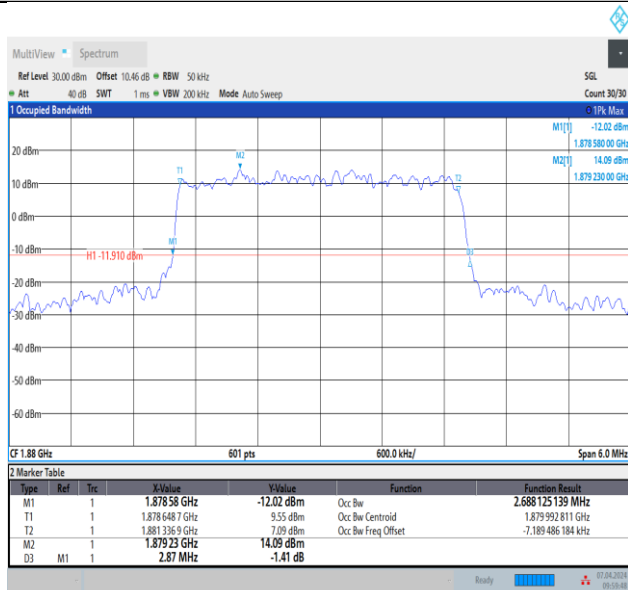 MultiView Spectrum
Ref Level 30.00 dBm Offset 10.46 dB RBW 50 kHz SGL
Att 40 dB SWT 1 ms VBW 200 kHz Mode Auto Sweep Count 30/30
1 Occupied Bandwidth 1Pk Max
M1[1] -12.02 dBm
1.878 580 00 GHz
M2[1] 14.09 dBm
1.879 230 00 GHz
20 dBm
M2
T1
T2
10 dBm
0 dBm
M1
-10 dBm
H1 -11.910 dBm
-20 dBm
-30 dBm
-40 dBm
-50 dBm
-60 dBm
CF 1.88 GHz 601 pts 600.0 kHz/ Span 6.0 MHz
2 Marker Table
Type Ref Trc X-Value Y-Value Function Function Result
M1 1 1.878 58 GHz -12.02 dBm Occ Bw 2.688 125 139 MHz
T1 1 1.878 648 7 GHz 9.55 dBm Occ Bw Centroid 1.879 992 811 GHz
T2 1 1.881 336 9 GHz 7.09 dBm Occ Bw Freq Offset -7.189 486 184 kHz
M2 1 1.879 23 GHz 14.09 dBm
D3 M1 1 2.87 MHz -1.41 dB
Ready 07.04.2024
09:59:48